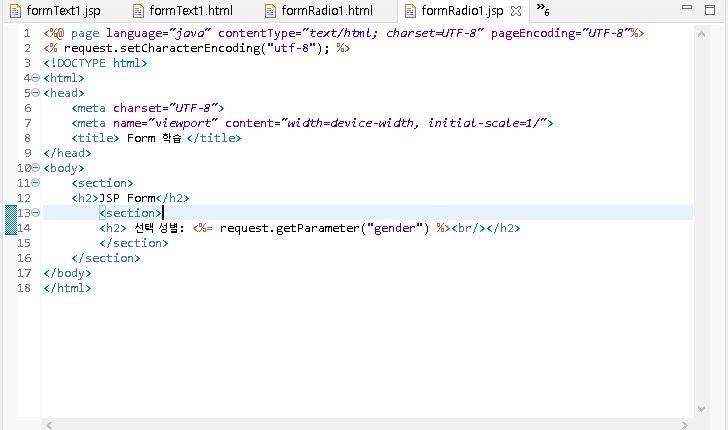 formText1.jsp formText1.html formRadio1.html formRadio1.jsp »6
1 <%@ page language="java" contentType="text/html; charset=UTF-8" pageEncoding="UTF-8"%>
2 <% request.setCharacterEncoding("utf-8"); %>
3 <!DOCTYPE html>
4 <html>
5 <head>
6 <meta charset="UTF-8">
7 <meta name="viewport" content="width=device-width, initial-scale=1/">
8 <title> Form 학습 </title>
9 </head>
10 <body>
11 <section>
12 <h2>JSP Form</h2>
13 <section>
14 <h2> 선택 성별: <%= request.getParameter("gender") %><br/></h2>
15 </section>
16 </section>
17 </body>
18 </html>